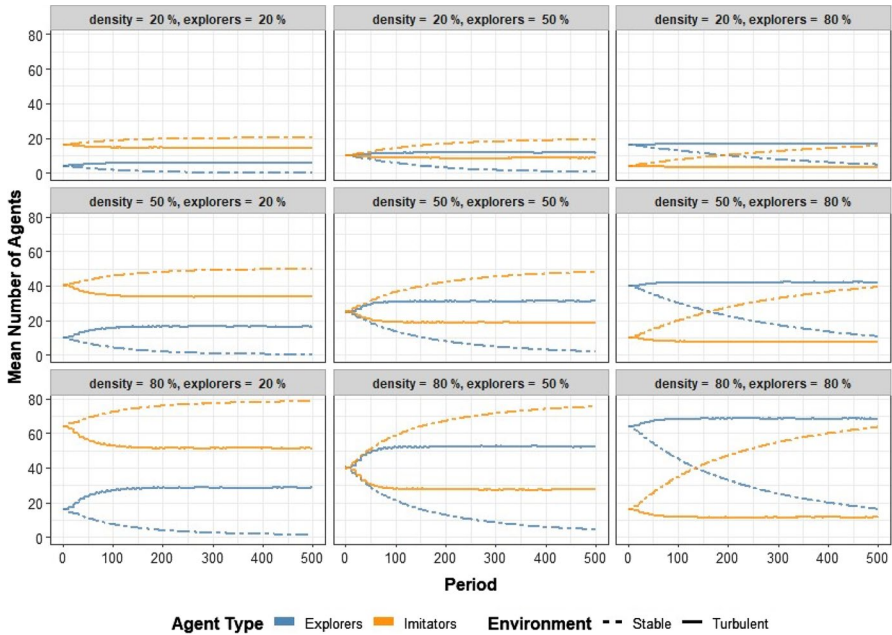 density = 20 %, explorers = 20 %
density = 20 %, explorers = 50 %
density = 20 %, explorers = 80 %
80
60
40
20
0
density = 50 %, explorers = 20 %
density = 50 %, explorers = 50 %
density = 50 %, explorers = 80 %
80
60
40
20
0
density = 80 %, explorers = 20 %
density = 80 %, explorers = 50 %
density = 80 %, explorers = 80 %
80
60
40
20
0
Mean Number of Agents
0 100 200 300 400 500
0 100 200 300 400 500
0 100 200 300 400 500
Period
Agent Type Explorers Imitators Environment Stable Turbulent